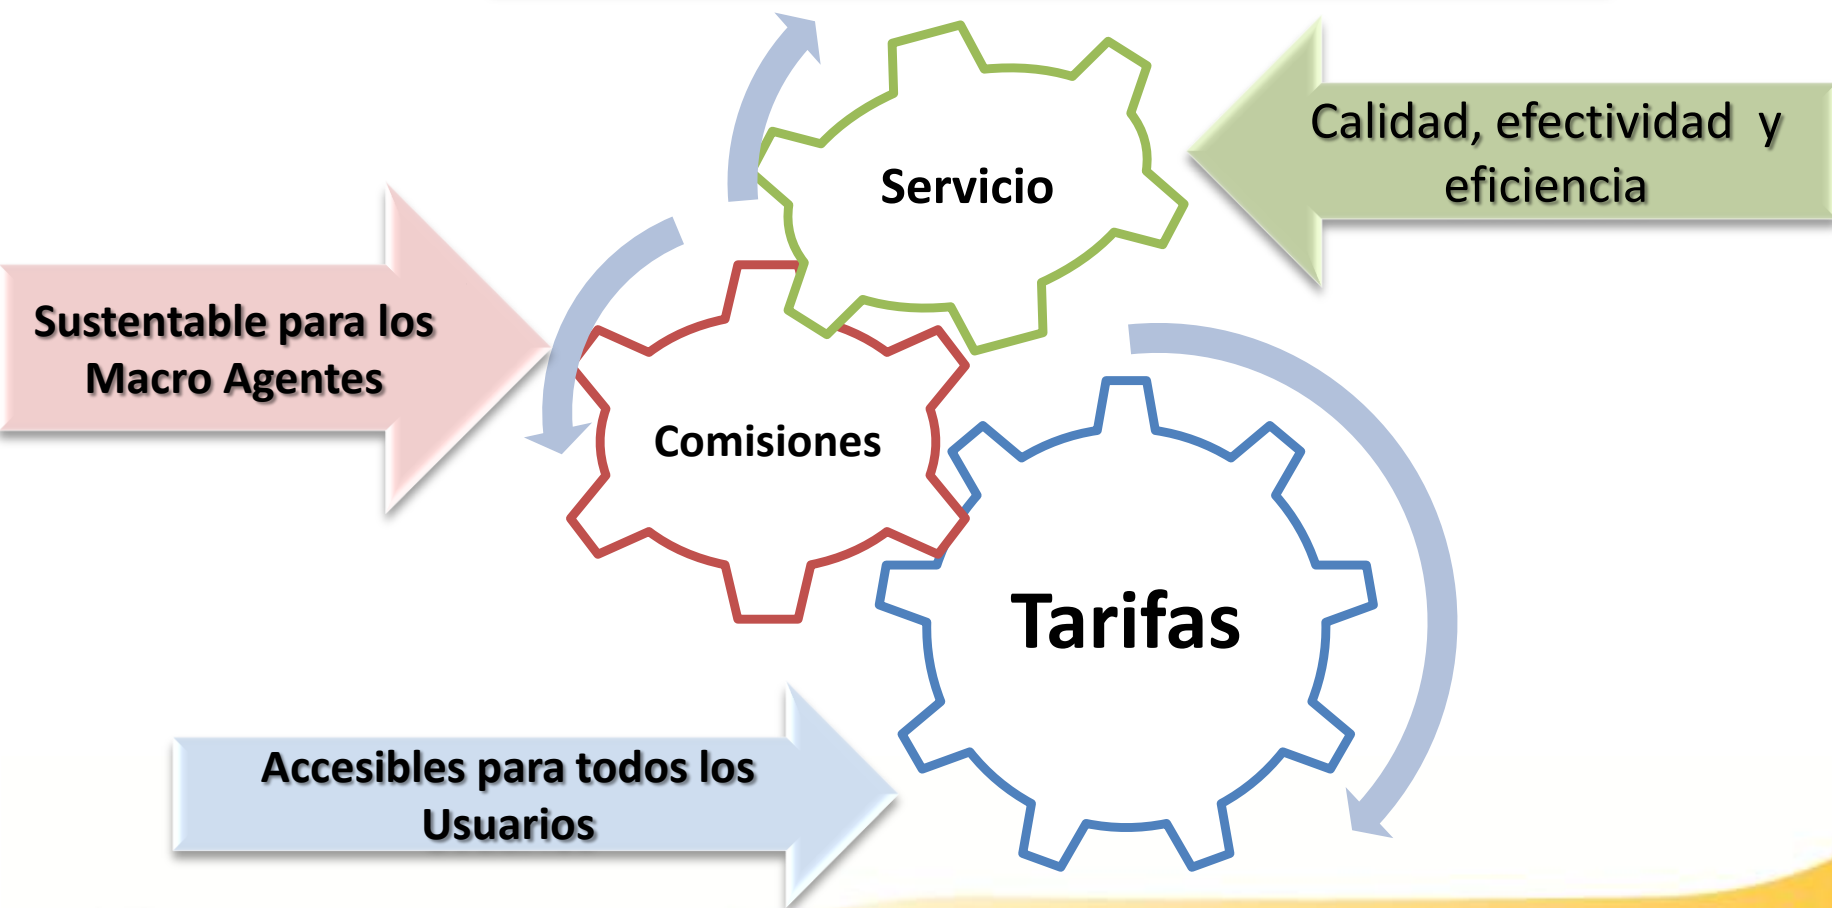 Calidad, efectividad y
eficiencia
Servicio
Sustentable para los
Macro Agentes
Comisiones
Tarifas
Accesibles para todos los
Usuarios